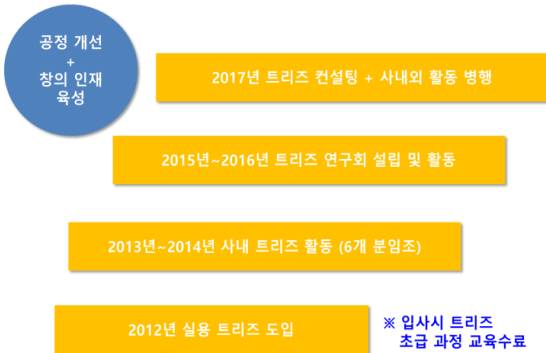 공정 개선
+
창의 인재
육성
2017년 트리즈 컨설팅 + 사내외 활동 병행
2015년~2016년 트리즈 연구회 설립 및 활동
2013년~2014년 사내 트리즈 활동 (6개 분임조)
2012년 실용 트리즈 도입
※ 입사시 트리즈
초급 과정 교육수료